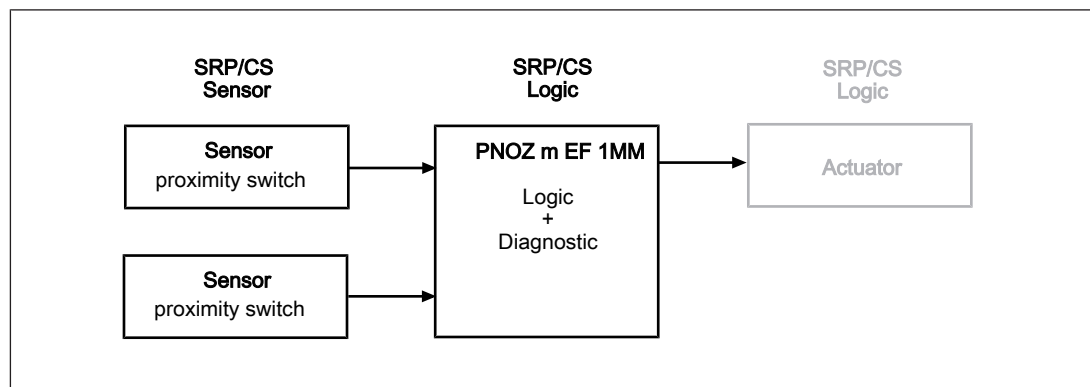 SRP/CS
Sensor
SRP/CS
Logic
SRP/CS
Logic
Sensor
proximity switch
PNOZ m EF 1MM
Logic
+
Diagnostic
Actuator
Sensor
proximity switch